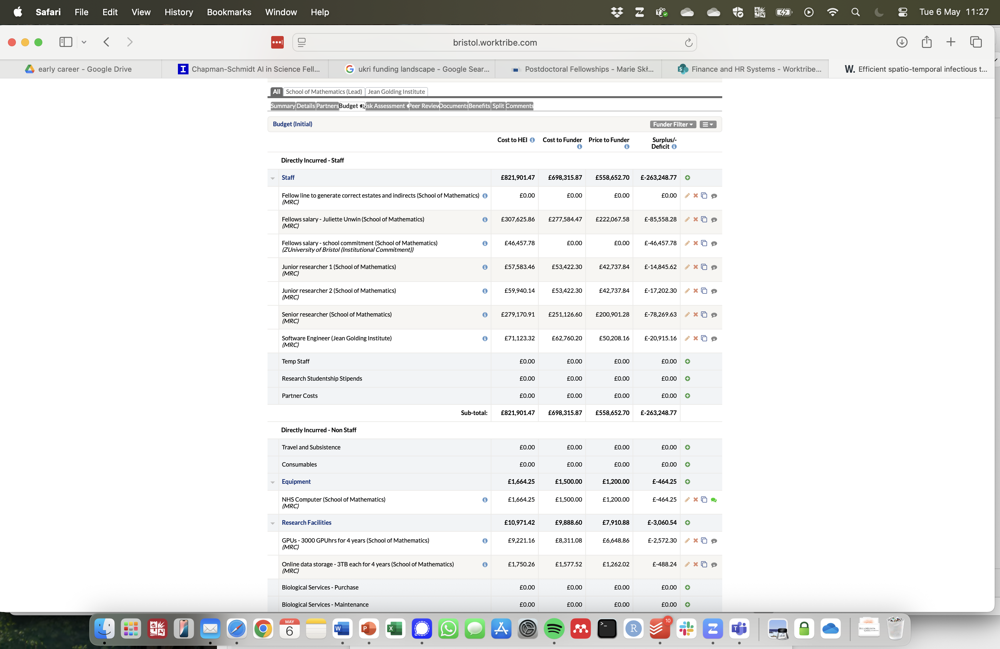 Safari File Edit View History Bookmarks Window Help Tue 6 May 11:27
bristol.worktribe.com
early career - Google Drive
Chapman-Schmidt AI in Science Fell...
ukri funding landscape - Google Sear...
Postdoctoral Fellowships - Marie Skł...
Finance and HR Systems - Worktribe...
W. Efficient spatio-temporal infectious t...
All School of Mathematics (Lead) Jean Golding Institute
Summary Details Partners Budget Risk Assessment Peer Review Documents Benefits Split Comments
Budget (Initial) Funder Filter
Cost to HEI Cost to Funder Price to Funder Surplus/-
Deficit
Directly Incurred - Staff
Staff £821,901.47 £698,315.87 £558,652.70 £-263,248.77
Fellow line to generate correct estates and indirects (School of Mathematics) £0.00 £0.00 £0.00 £0.00
(MRC)
Fellows salary - Juliette Unwin (School of Mathematics) £307,625.86 £277,584.47 £222,067.58 £-85,558.28
(MRC)
Fellows salary - school commitment (School of Mathematics) £46,457.78 £0.00 £0.00 £-46,457.78
(ZUniversity of Bristol (Institutional Commitment))
Junior researcher 1 (School of Mathematics) £57,583.46 £53,422.30 £42,737.84 £-14,845.62
(MRC)
Junior researcher 2 (School of Mathematics) £59,940.14 £53,422.30 £42,737.84 £-17,202.30
(MRC)
Senior researcher (School of Mathematics) £279,170.91 £251,126.60 £200,901.28 £-78,269.63
(MRC)
Software Engineer (Jean Golding Institute) £71,123.32 £62,760.20 £50,208.16 £-20,915.16
(MRC)
Temp Staff £0.00 £0.00 £0.00 £0.00
Research Studentship Stipends £0.00 £0.00 £0.00 £0.00
Partner Costs £0.00 £0.00 £0.00 £0.00
Sub-total: £821,901.47 £698,315.87 £558,652.70 £-263,248.77
Directly Incurred - Non Staff
Travel and Subsistence £0.00 £0.00 £0.00 £0.00
Consumables £0.00 £0.00 £0.00 £0.00
Equipment £1,664.25 £1,500.00 £1,200.00 £-464.25
NHS Computer (School of Mathematics) £1,664.25 £1,500.00 £1,200.00 £-464.25
(MRC)
Research Facilities £10,971.42 £9,888.60 £7,910.88 £-3,060.54
GPUs - 3000 GPUhrs for 4 years (School of Mathematics) £9,221.16 £8,311.08 £6,648.86 £-2,572.30
(MRC)
Online data storage - 3TB each for 4 years (School of Mathematics) £1,750.26 £1,577.52 £1,262.02 £-488.24
(MRC)
Biological Services - Purchase £0.00 £0.00 £0.00 £0.00
Biological Services - Maintenance £0.00 £0.00 £0.00 £0.00
MAY
6
10